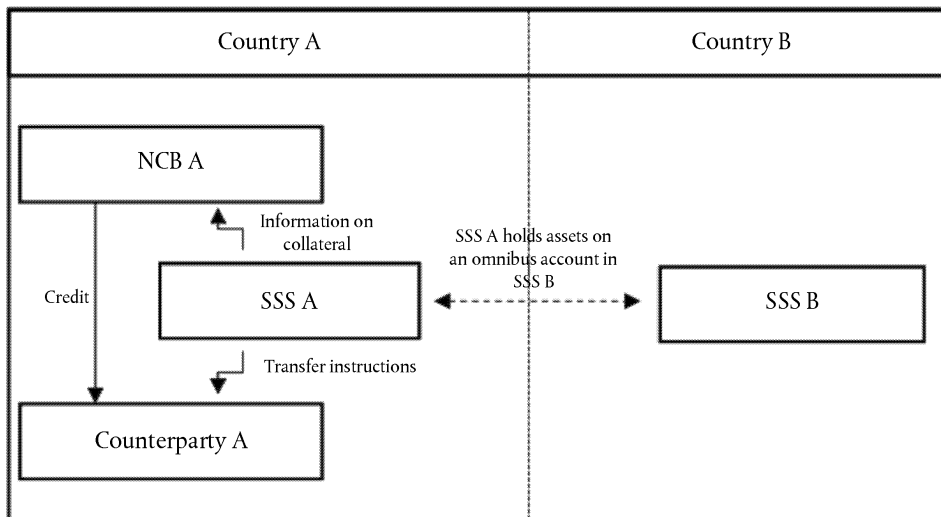 Country A
Country B
NCB A
Information on
collateral
SSS A holds assets on
an omnibus account in
SSS B
Credit
SSS A
SSS B
Transfer instructions
Counterparty A